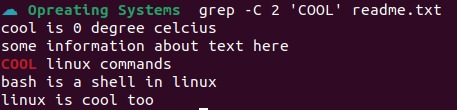 Opreating Systems grep -C 2 'COOL' readme.txt
cool is 0 degree celcius
some information about text here
COOL linux commands
bash is a shell in linux
linux is cool too